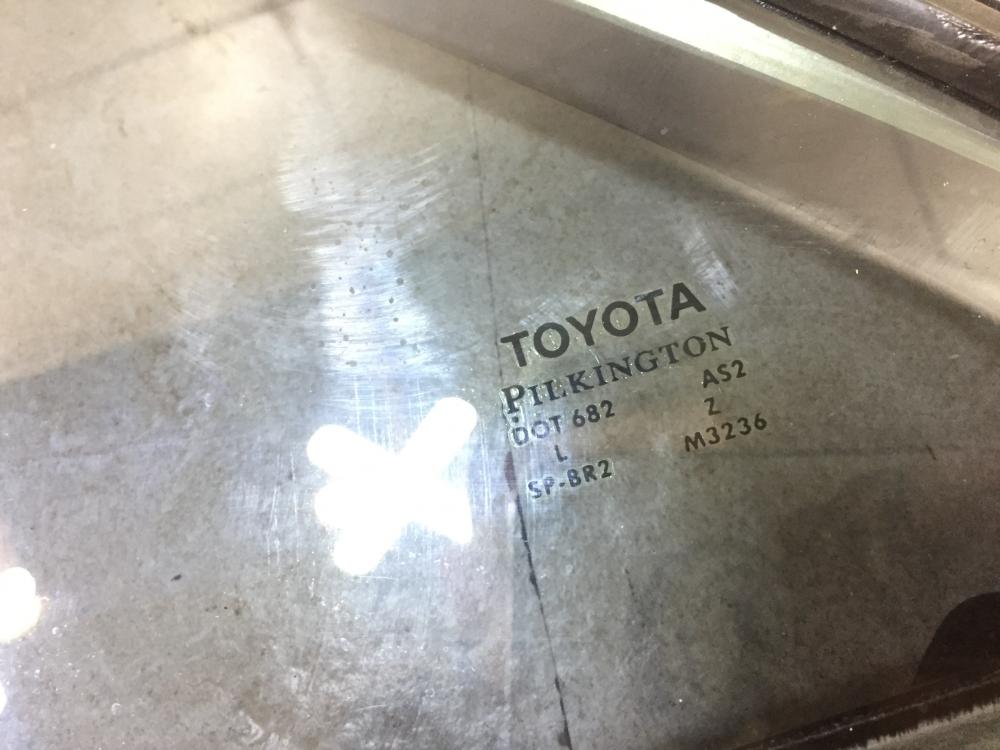 TOYOTA
PILKINGTON
DOT 682 AS2
L Z
SP-BR2 M3236